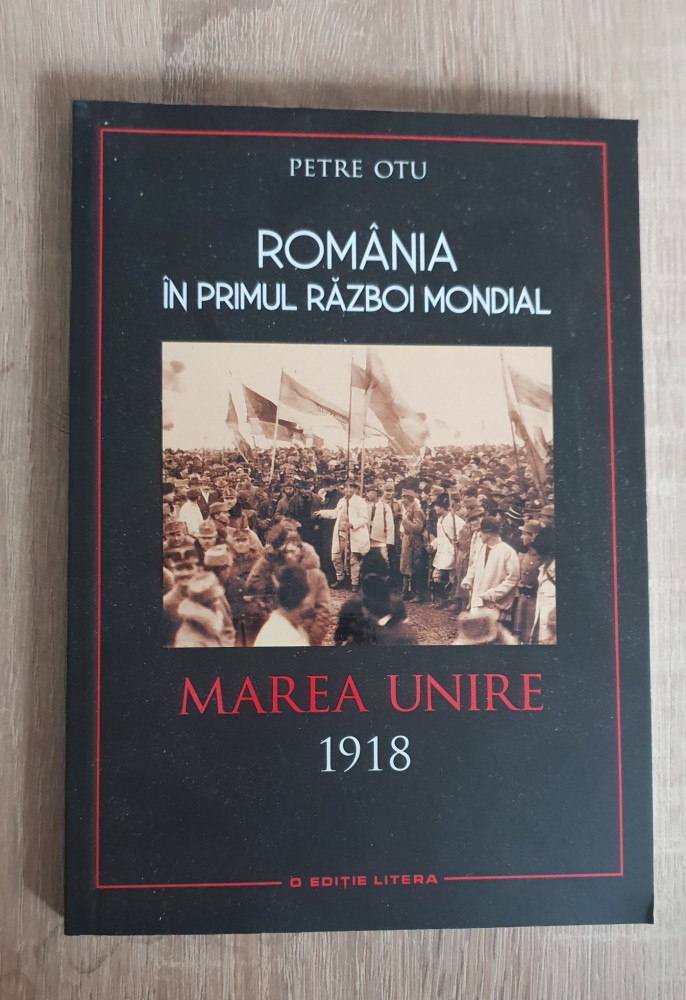 PETRE OTU
ROMÂNIA
ÎN PRIMUL RĂZBOI MONDIAL
MAREA UNIRE
1918
O EDIȚIE LITERA